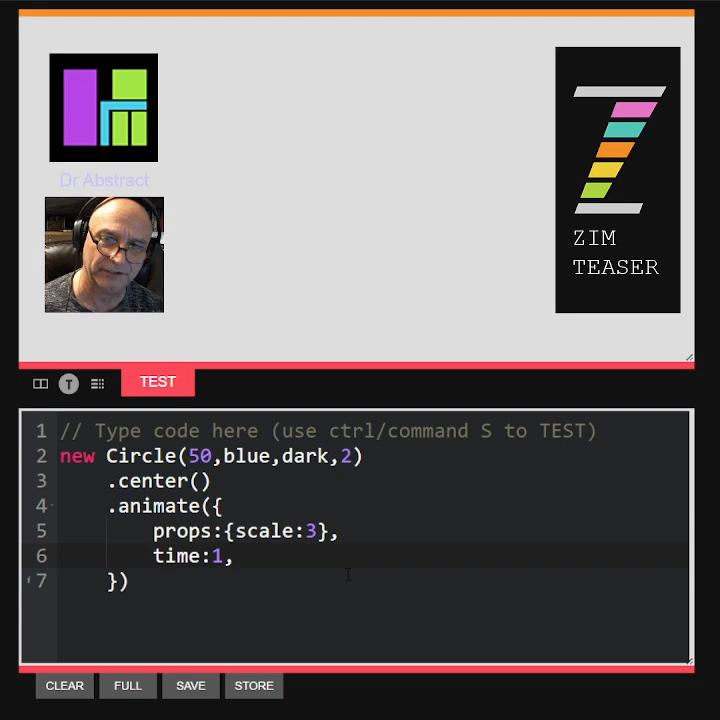 Dr Abstract
ZIM
TEASER
T
TEST
1 // Type code here (use ctrl/command S to TEST)
2 new Circle(50,blue,dark,2)
3 .center()
4 .animate({
5 props:{scale:3},
6 time:1,
7 })
CLEAR
FULL
SAVE
STORE